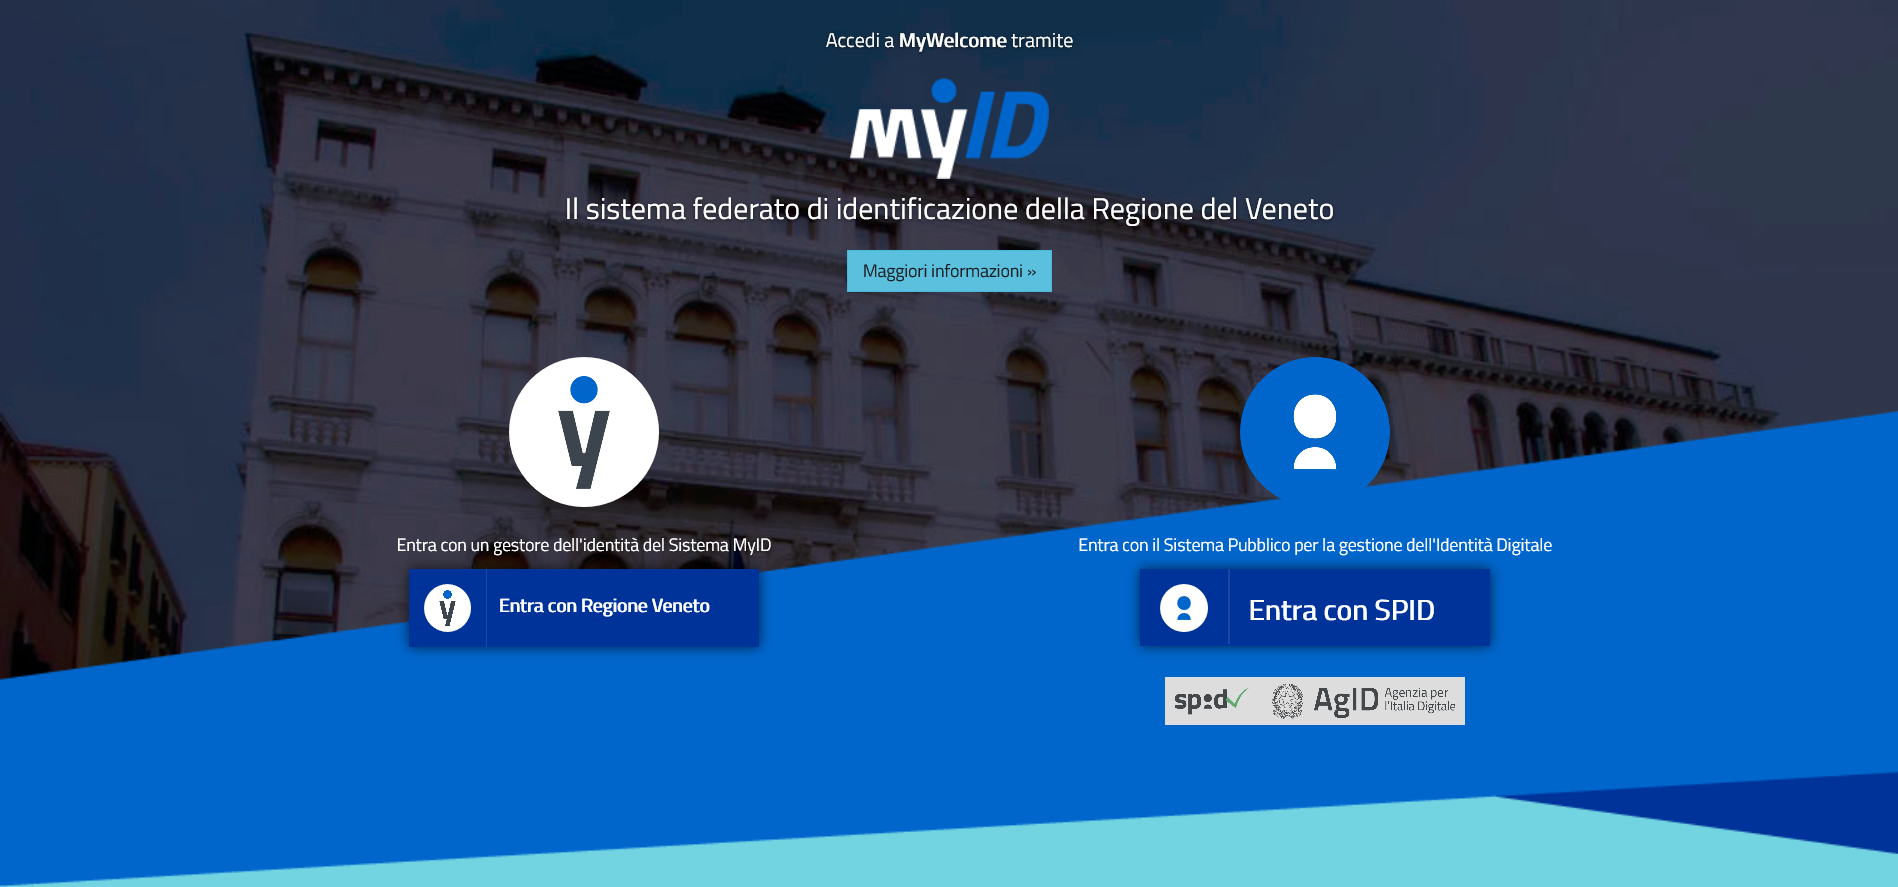 Accedi a MyWelcome tramite
myID
Il sistema federato di identificazione della Regione del Veneto
Maggiori informazioni »
y
Entra con un gestore dell'identità del Sistema MyID
y
Entra con Regione Veneto
Entra con il Sistema Pubblico per la gestione dell'Identità Digitale
Entra con SPID
spid
AgID
Agenzia per
l'Italia Digitale